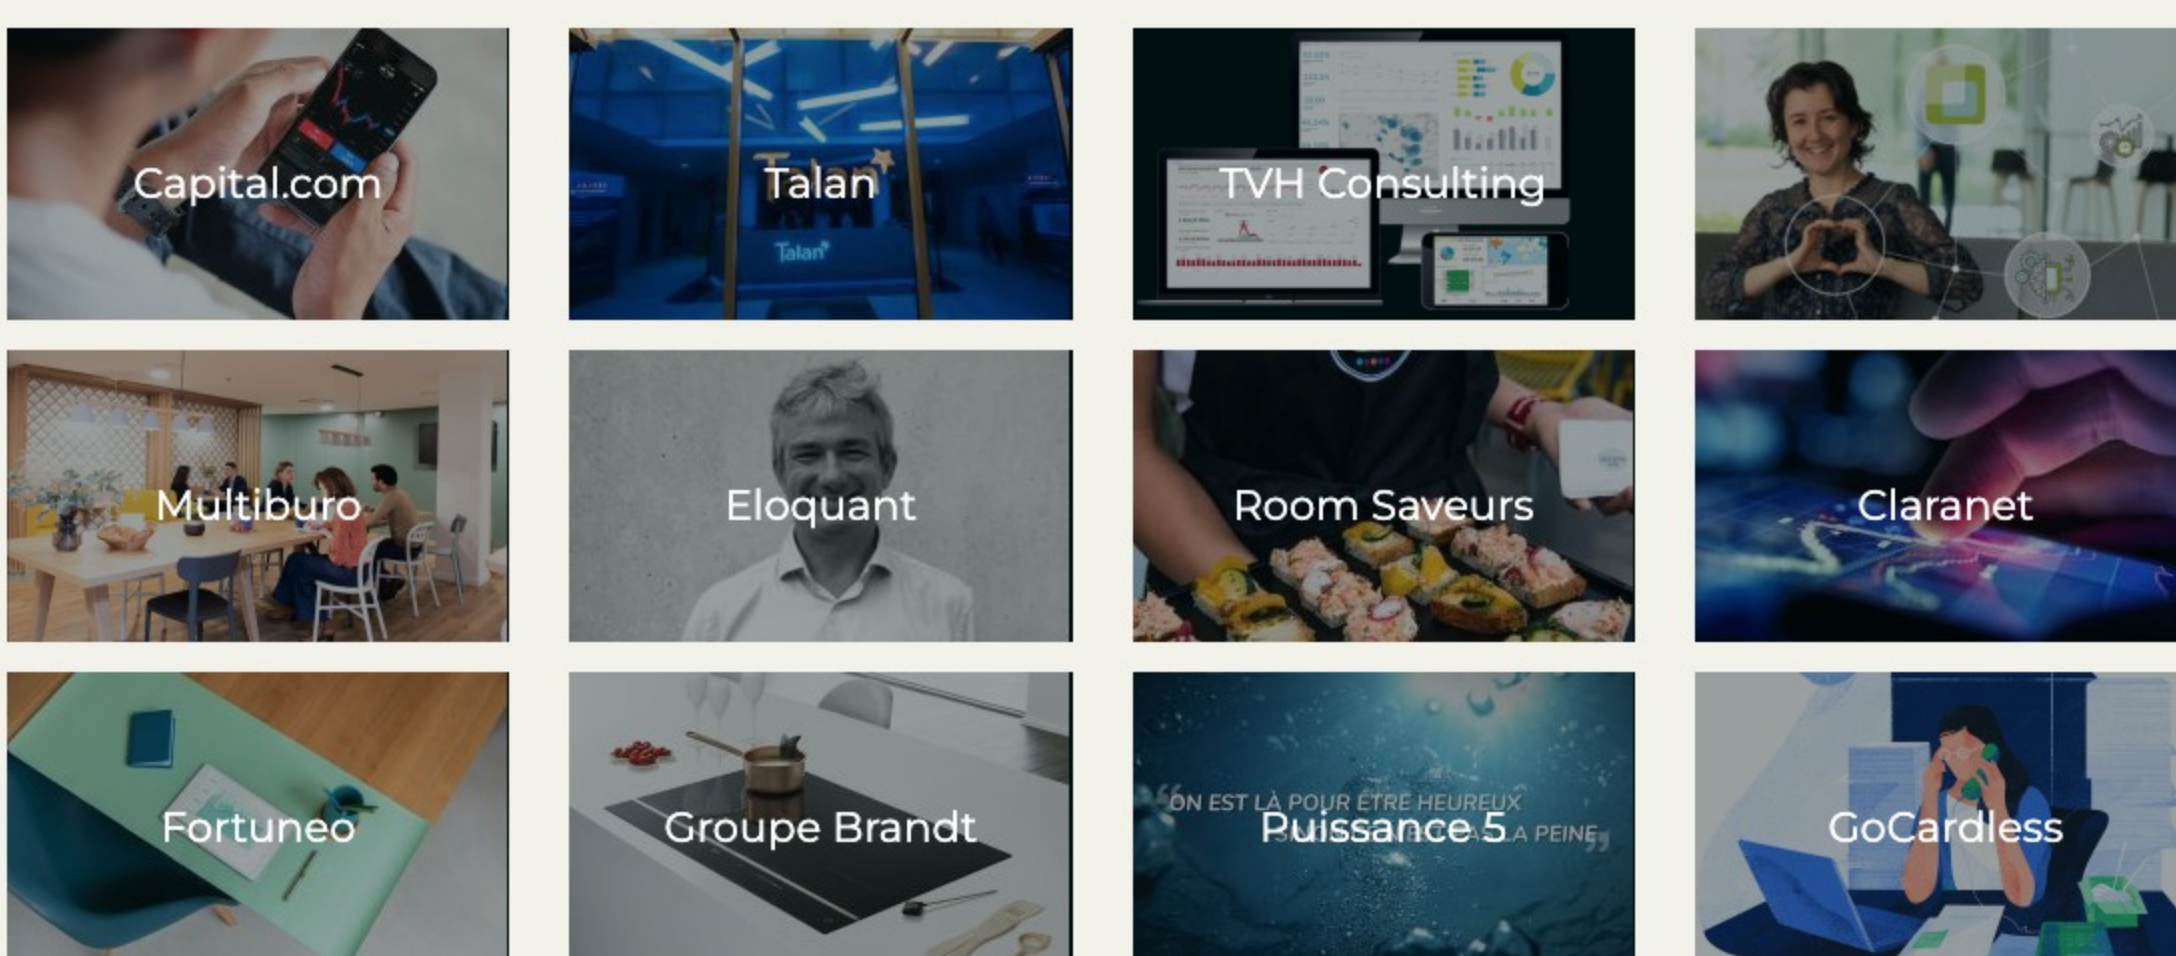 Capital.com
Talan
Talan
TVH Consulting
Multiburo
Eloquant
Room Saveurs
Claranet
Fortuneo
Groupe Brandt
“ON EST LÀ POUR ÊTRE HEUREUX
LA PEINE„
Puissance 5
GoCardless